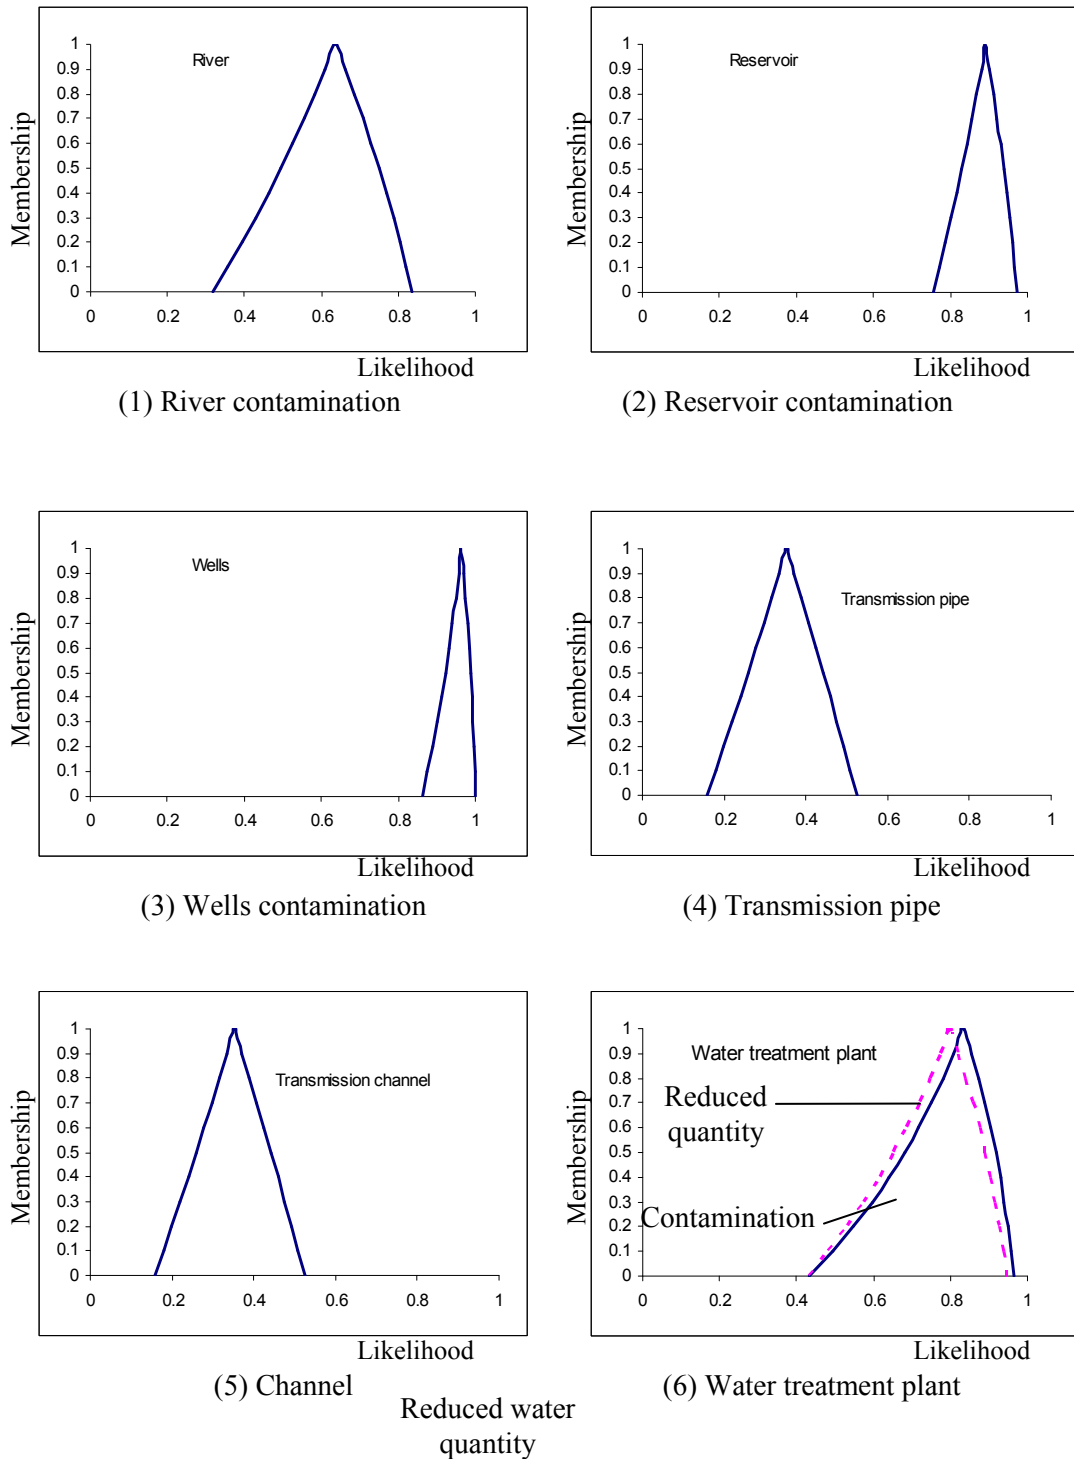 River
1
0.9
0.8
0.7
0.6
0.5
0.4
0.3
0.2
0.1
0
0 0.2 0.4 0.6 0.8 1
Membership
Likelihood
(1) River contamination
Reservoir
1
0.9
0.8
0.7
0.6
0.5
0.4
0.3
0.2
0.1
0
0 0.2 0.4 0.6 0.8 1
Membership
Likelihood
(2) Reservoir contamination
Wells
1
0.9
0.8
0.7
0.6
0.5
0.4
0.3
0.2
0.1
0
0 0.2 0.4 0.6 0.8 1
Membership
Likelihood
(3) Wells contamination
Transmission pipe
1
0.9
0.8
0.7
0.6
0.5
0.4
0.3
0.2
0.1
0
0 0.2 0.4 0.6 0.8 1
Membership
Likelihood
(4) Transmission pipe
Transmission channel
1
0.9
0.8
0.7
0.6
0.5
0.4
0.3
0.2
0.1
0
0 0.2 0.4 0.6 0.8 1
Membership
Likelihood
(5) Channel
Reduced water
quantity
Water treatment plant
Reduced
quantity
Contamination
1
0.9
0.8
0.7
0.6
0.5
0.4
0.3
0.2
0.1
0
0 0.2 0.4 0.6 0.8 1
Membership
Likelihood
(6) Water treatment plant